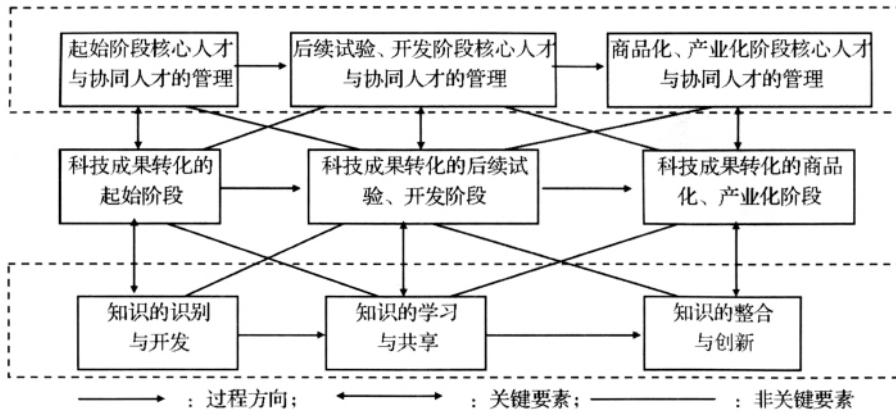 起始阶段核心人才
与协同人才的管理
后续试验、开发阶段核心人才
与协同人才的管理
商品化、产业化阶段核心人才
与协同人才的管理
科技成果转化的
起始阶段
科技成果转化的后续试
验、开发阶段
科技成果转化的商品
化、产业化阶段
知识的识别
与开发
知识的学习
与共享
知识的整合
与创新
：过程方向；
：关键要素；
：非关键要素